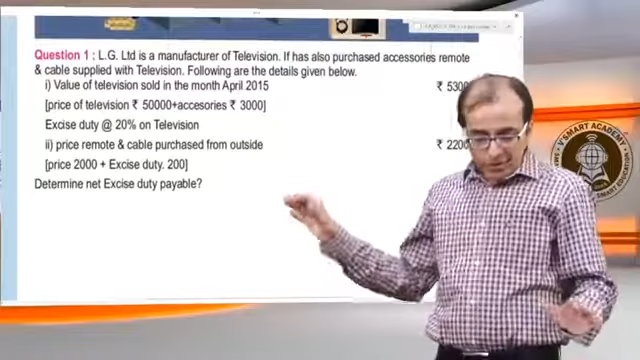 Question 1 : L.G. Ltd is a manufacturer of Television. If has also purchased accessories remote
& cable supplied with Television. Following are the details given below.
i) Value of television sold in the month April 2015 ₹ 5300
[price of television ₹ 50000+accesories ₹ 3000]
Excise duty @ 20% on Television
ii) price remote & cable purchased from outside ₹ 2200
[price 2000 + Excise duty. 200]
Determine net Excise duty payable?
V'SMART ACADEMY